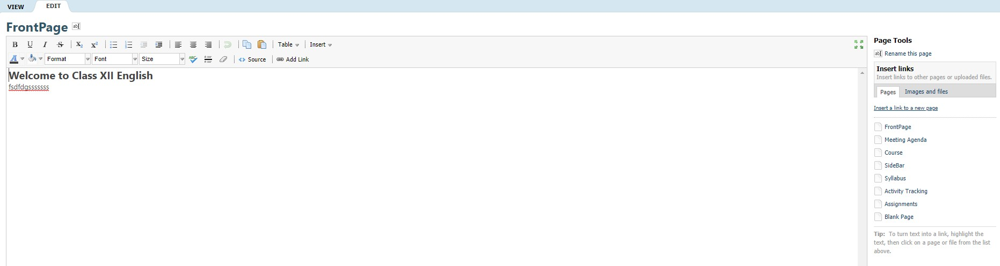 VIEW EDIT
FrontPage
B U I S X₂ X² Table Insert
A Format Font Size ABC Source Add Link
Welcome to Class XII English
fsdfdgsssssss
Page Tools
Rename this page
Insert links
Insert links to other pages or uploaded files.
Pages Images and files
Insert a link to a new page
FrontPage
Meeting Agenda
Course
SideBar
Syllabus
Activity Tracking
Assignments
Blank Page
Tip: To turn text into a link, highlight the
text, then click on a page or file from the list
above.